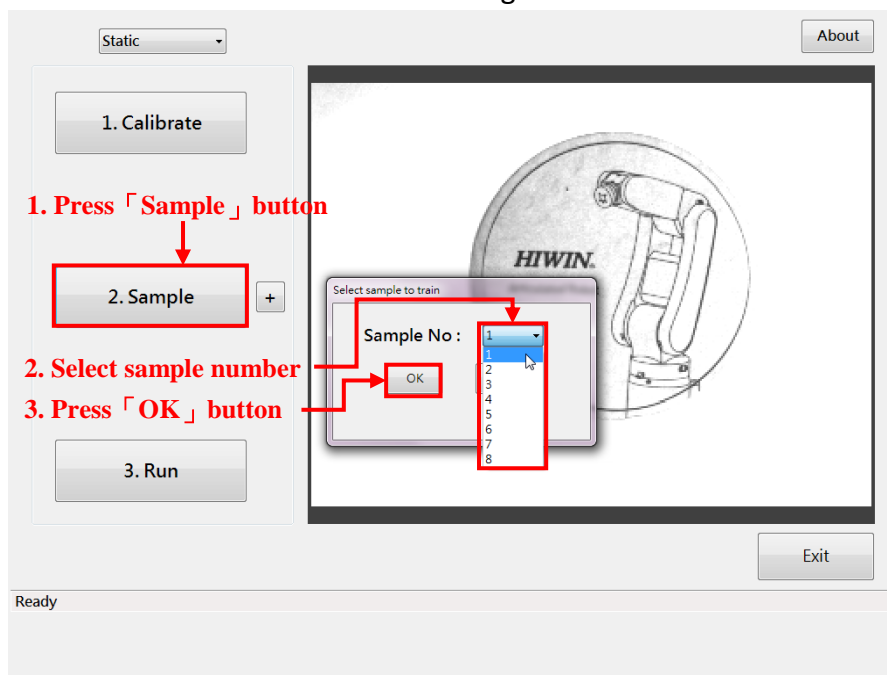 Static
About
1. Calibrate
1. Press「Sample」button
HIWIN®
2. Sample
+
Select sample to train
Sample No :
1
1
2. Select sample number
2
OK
3
3. Press「OK」button
4
5
6
7
8
3. Run
Exit
Ready